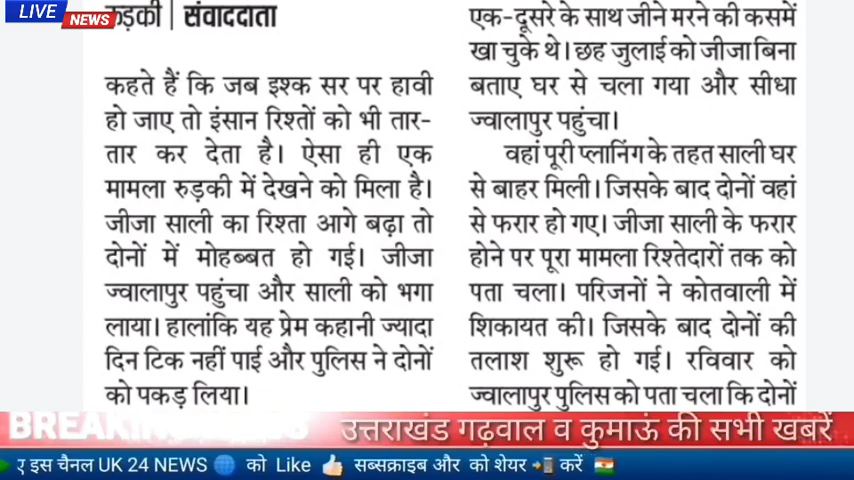 LIVE
NEWS
रुड़की | संवाददाता
कहते हैं कि जब इश्क सर पर हावी
हो जाए तो इंसान रिश्तों को भी तार-
तार कर देता है। ऐसा ही एक
मामला रुड़की में देखने को मिला है।
जीजा साली का रिश्ता आगे बढ़ा तो
दोनों में मोहब्बत हो गई। जीजा
ज्वालापुर पहुंचा और साली को भगा
लाया। हालांकि यह प्रेम कहानी ज्यादा
दिन टिक नहीं पाई और पुलिस ने दोनों
को पकड़ लिया।
एक-दूसरे के साथ जीने मरने की कसमें
खा चुके थे। छह जुलाई को जीजा बिना
बताए घर से चला गया और सीधा
ज्वालापुर पहुंचा।
वहां पूरी प्लानिंग के तहत साली घर
से बाहर मिली। जिसके बाद दोनों वहां
से फरार हो गए। जीजा साली के फरार
होने पर पूरा मामला रिश्तेदारों तक को
पता चला। परिजनों ने कोतवाली में
शिकायत की। जिसके बाद दोनों की
तलाश शुरू हो गई। रविवार को
ज्वालापुर पुलिस को पता चला कि दोनों
BREAKING NEWS
उत्तराखंड गढ़वाल व कुमाऊं की सभी खबरें
इस चैनल UK 24 NEWS 🌐 को Like 👍🏻 सब्सक्राइब और को शेयर 📲 करें 🇮🇳